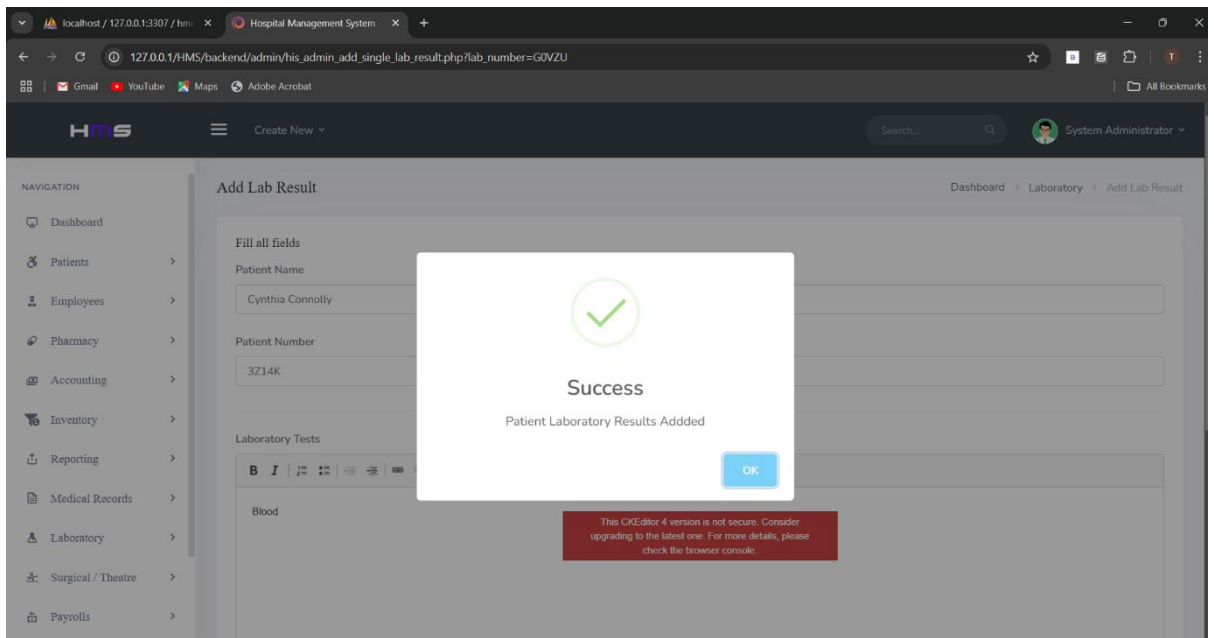 localhost / 127.0.0.1:3307 / hm
Hospital Management System
127.0.0.1/HMS/backend/admin/his_admin_add_single_lab_result.php?lab_number=G0VZU
Gmail
YouTube
Maps
Adobe Acrobat
All Bookmarks
HMS
Create New
Search...
System Administrator
NAVIGATION
Dashboard
Patients
Employees
Pharmacy
Accounting
Inventory
Reporting
Medical Records
Laboratory
Surgical / Theatre
Payrolls
Add Lab Result
Dashboard
Laboratory
Add Lab Result
Fill all fields
Patient Name
Cynthia Connolly
Patient Number
3Z14K
Laboratory Tests
B I
Blood
Success
Patient Laboratory Results Addded
OK
This CKEditor 4 version is not secure. Consider
upgrading to the latest one. For more details, please
check the browser console.